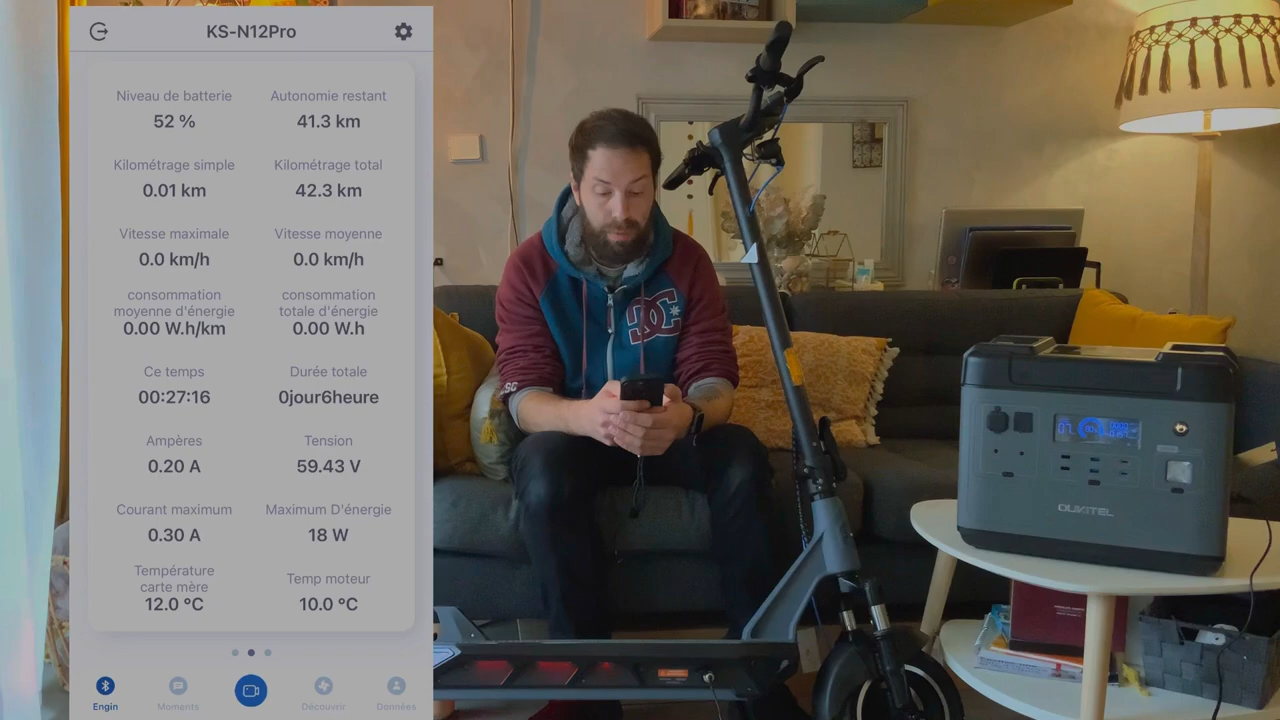 KS-N12Pro
Niveau de batterie
52 %
Autonomie restant
41.3 km
Kilométrage simple
0.01 km
Kilométrage total
42.3 km
Vitesse maximale
0.0 km/h
Vitesse moyenne
0.0 km/h
consommation
moyenne d'énergie
0.00 W.h/km
consommation
totale d'énergie
0.00 W.h
Ce temps
00:27:16
Durée totale
0jour6heure
Ampères
0.20 A
Tension
59.43 V
Courant maximum
0.30 A
Maximum D'énergie
18 W
Température
carte mère
12.0 °C
Temp moteur
10.0 °C
Engin
Moments
Découvrir
Données
OUKITEL